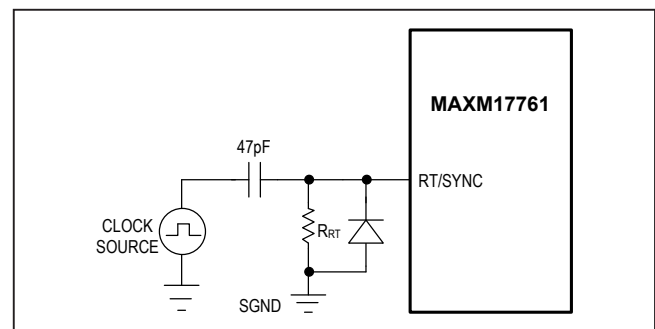 MAXM17761
47pF
RT/SYNC
CLOCK
SOURCE
RRT
SGND